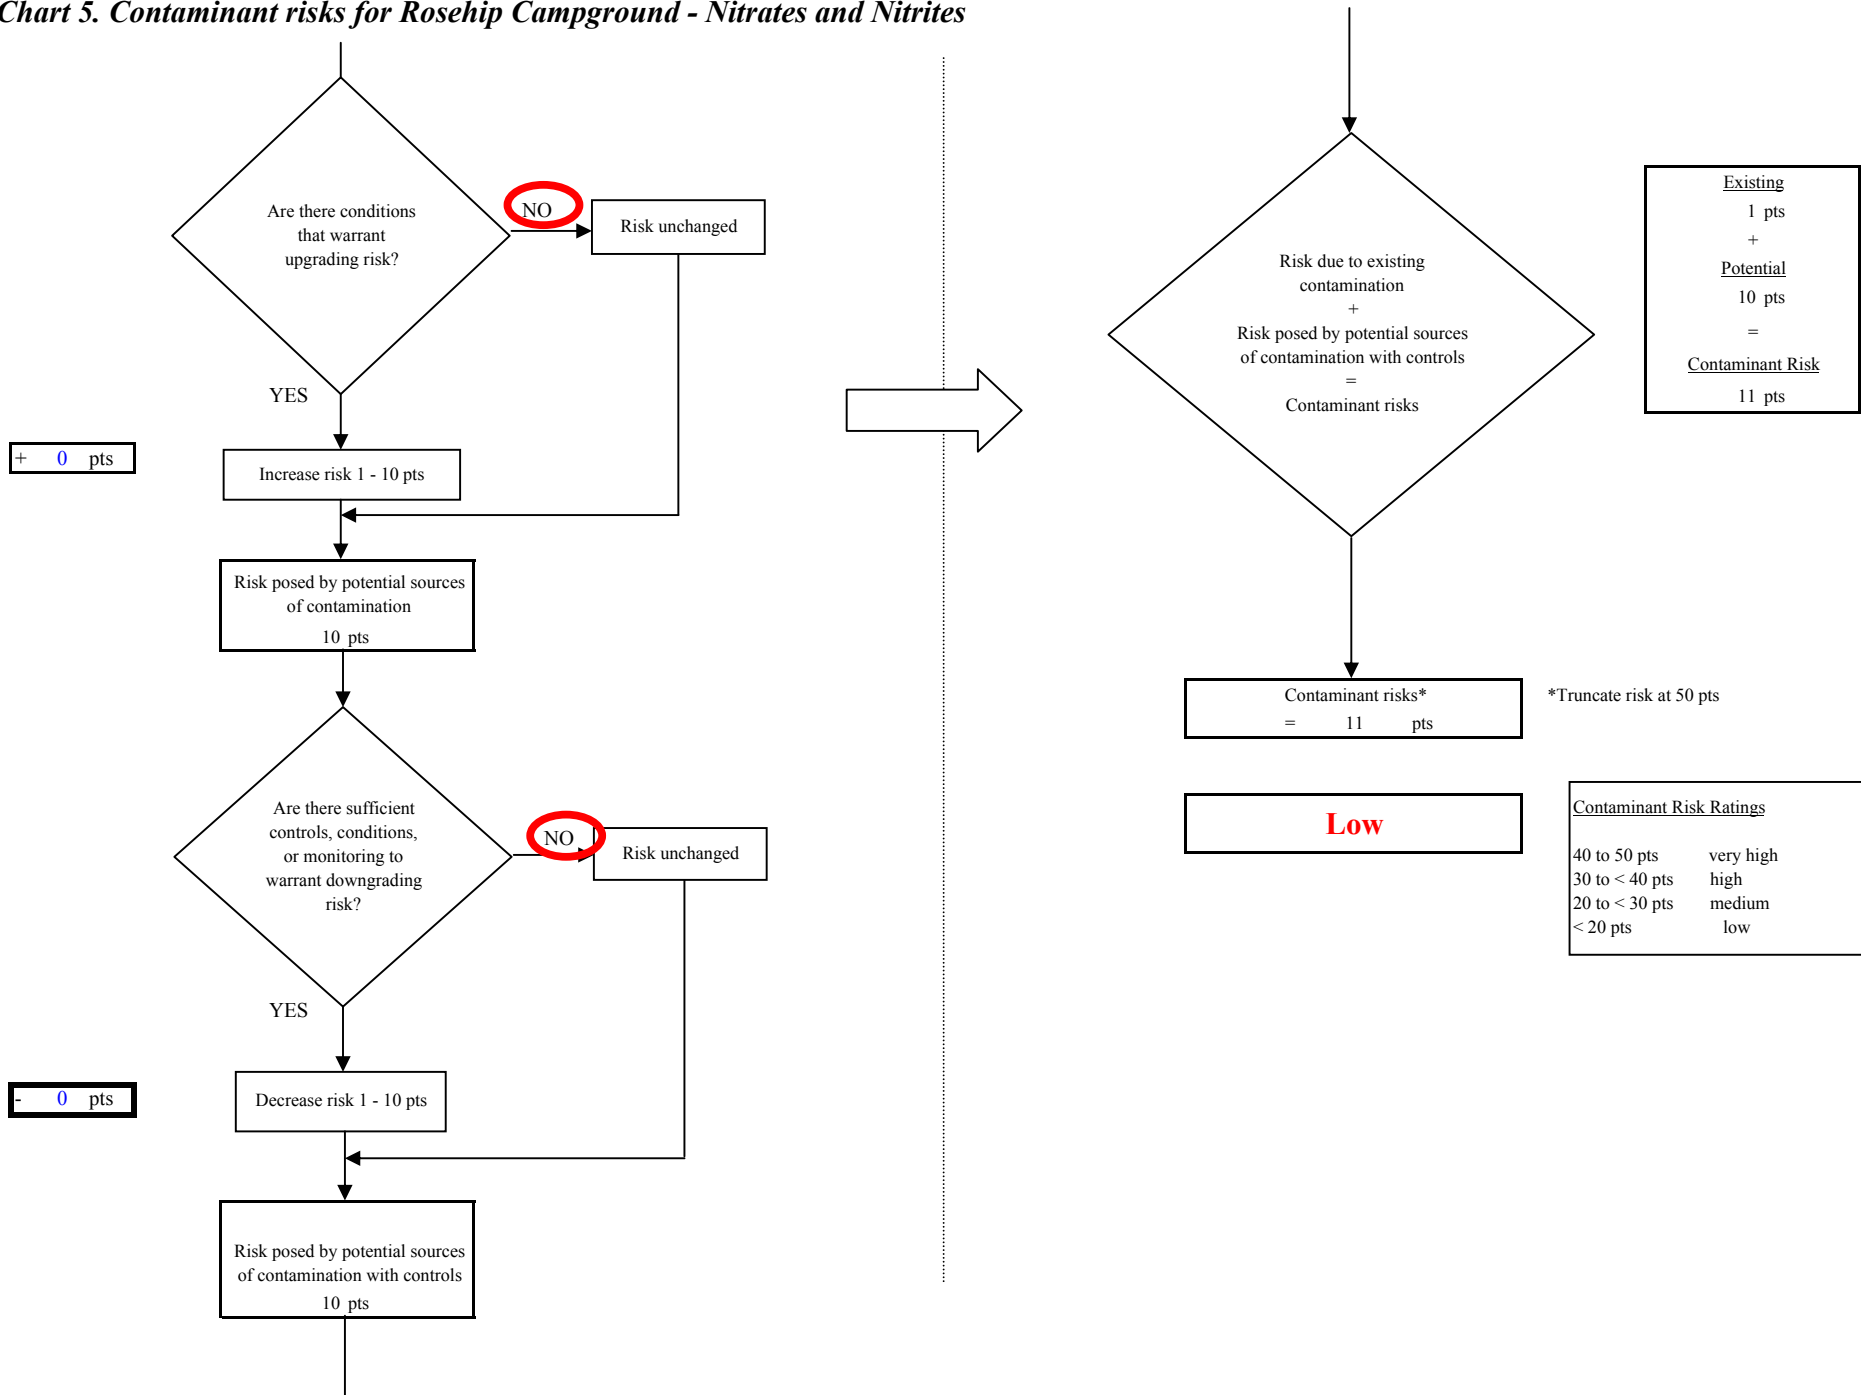 Chart 5. Contaminant risks for Rosehip Campground - Nitrates and Nitrites
Are there conditions
that warrant
upgrading risk?
NO
Risk unchanged
YES
+ 0 pts
Increase risk 1 - 10 pts
Risk posed by potential sources
of contamination
10 pts
Are there sufficient
controls, conditions,
or monitoring to
warrant downgrading
risk?
NO
Risk unchanged
YES
- 0 pts
Decrease risk 1 - 10 pts
Risk posed by potential sources
of contamination with controls
10 pts
Risk due to existing
contamination
+
Risk posed by potential sources
of contamination with controls
=
Contaminant risks
Existing
1 pts
+
Potential
10 pts
=
Contaminant Risk
11 pts
Contaminant risks*
= 11 pts
*Truncate risk at 50 pts
Low
Contaminant Risk Ratings
40 to 50 pts very high
30 to < 40 pts high
20 to < 30 pts medium
< 20 pts low